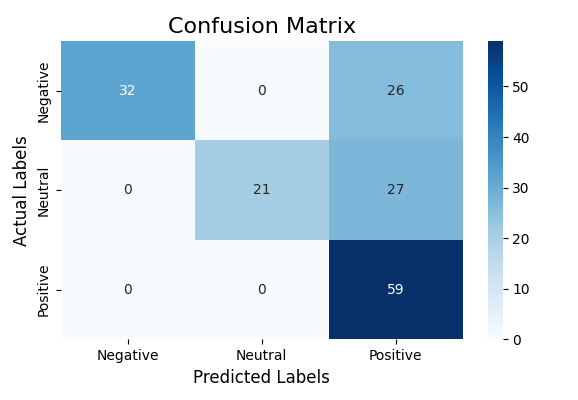 Confusion Matrix
Actual Labels
Negative
32 0 26
50
40
Neutral
0 21 27
30
20
Positive
0 0 59
10
0
Negative Neutral Positive
Predicted Labels